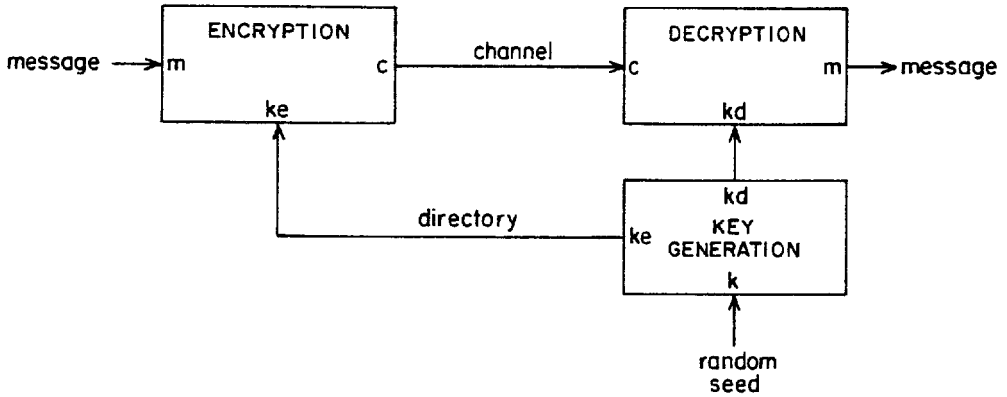 ENCRYPTION
DECRYPTION
channel
message
m
c
c
m
message
ke
kd
kd
directory
ke
KEY
GENERATION
k
random
seed